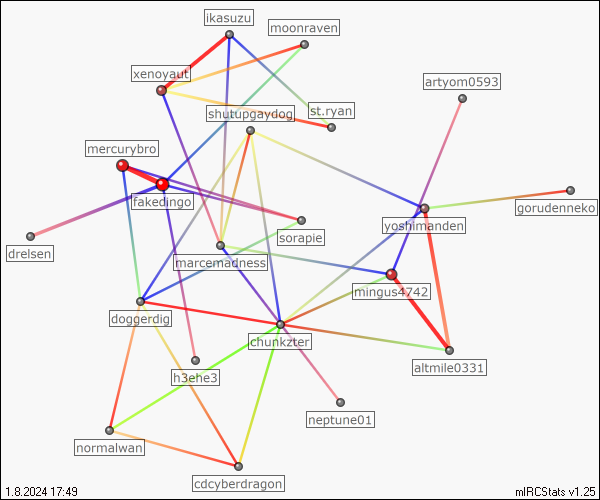 ikasuzu
moonraven
xenoyaut
artyom0593
shutupgaydog
st.ryan
mercurybro
fakedingo
gorudenneko
yoshimanden
drelsen
sorapie
marcemadness
mingus4742
doggerdig
chunkzter
altmile0331
h3ehe3
neptune01
normalwan
cdcyberdragon
1.8.2024 17:49
mIRCStats v1.25